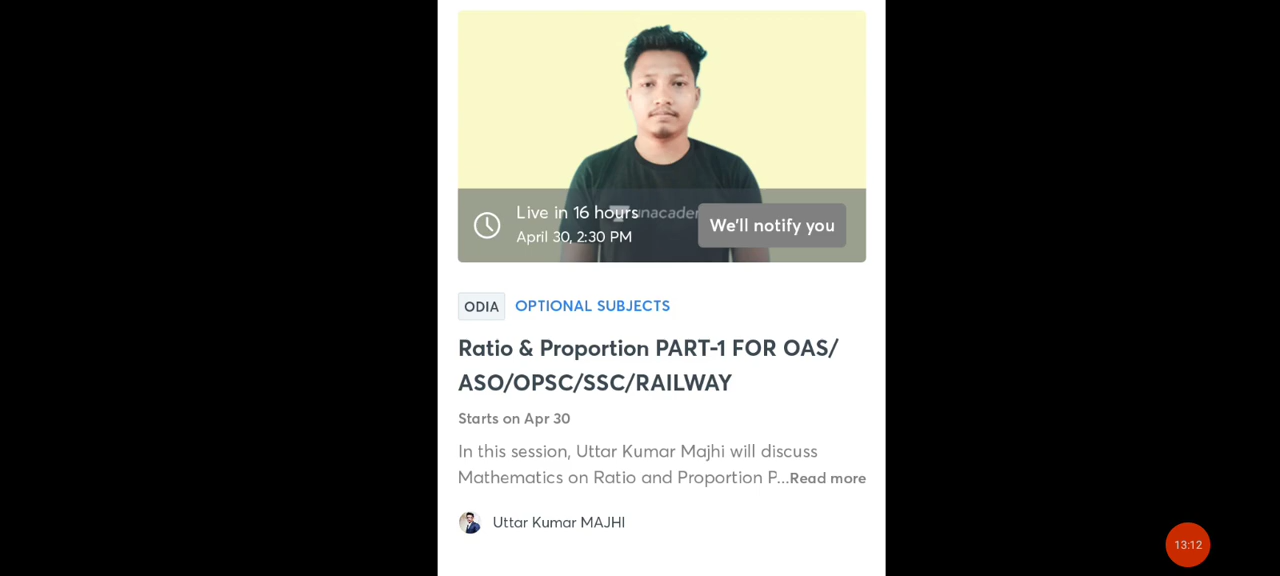 Live in 16 hours
unacader
April 30, 2:30 PM
We'll notify you
ODIA OPTIONAL SUBJECTS
Ratio & Proportion PART-1 FOR OAS/
ASO/OPSC/SSC/RAILWAY
Starts on Apr 30
In this session, Uttar Kumar Majhi will discuss
Mathematics on Ratio and Proportion P...Read more
Uttar Kumar MAJHI
13:12